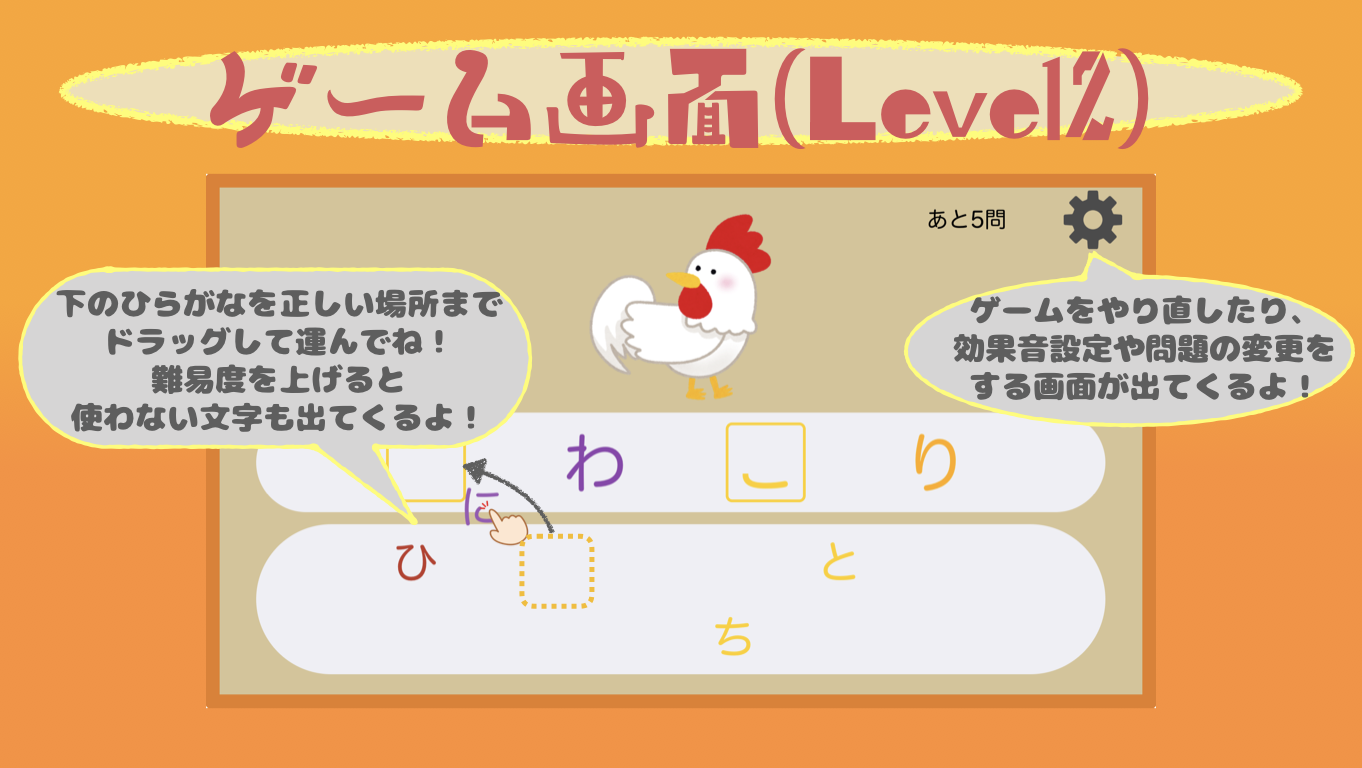 ゲーム画面(Level2)
あと5問
下のひらがなを正しい場所まで
ドラッグして運んでね！
難易度を上げると
使わない文字も出てくるよ！
ゲームをやり直したり、
効果音設定や問題の変更を
する画面が出てくるよ！
わ り
に
ひ と
ち